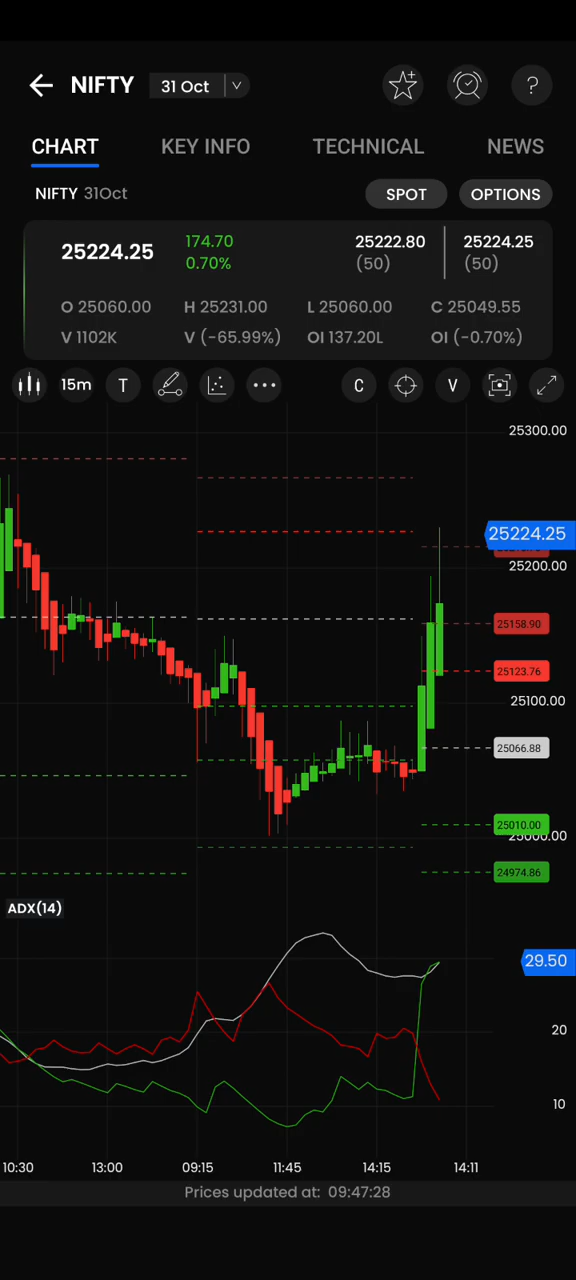 NIFTY 31 Oct
?
CHART KEY INFO TECHNICAL NEWS
NIFTY 31Oct SPOT OPTIONS
25224.25 174.70 25222.80 25224.25
0.70% (50) (50)
O 25060.00 H 25231.00 L 25060.00 C 25049.55
V 1102K V (-65.99%) OI 137.20L OI (-0.70%)
15m T C V
25300.00
25224.25
25200.00
25158.90
25123.76
25100.00
25066.88
25010.00
25000.00
24974.86
ADX(14)
29.50
20
10
10:30 13:00 09:15 11:45 14:15 14:11
Prices updated at: 09:47:28